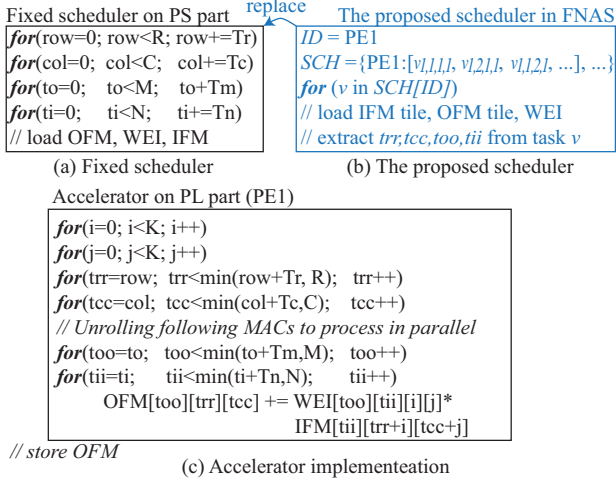 Fixed scheduler on PS part
replace
The proposed scheduler in FNAS
for(row=0; row<R; row+=Tr)
for(col=0; col<C; col+=Tc)
for(to=0; to<M; to+Tm)
for(ti=0; ti<N; ti+=Tn)
// load OFM, WEI, IFM
ID = PE1
SCH ={PE1:[v1,1,1,1, v1,2,1,1, v1,1,2,1, ...], ...}
for (v in SCH[ID])
// load IFM tile, OFM tile, WEI
// extract trr,tcc,too,tii from task v
(a) Fixed scheduler
(b) The proposed scheduler
Accelerator on PL part (PE1)
for(i=0; i<K; i++)
for(j=0; j<K; j++)
for(trr=row; trr<min(row+Tr, R); trr++)
for(tcc=col; tcc<min(col+Tc,C); tcc++)
// Unrolling following MACs to process in parallel
for(too=to; too<min(to+Tm,M); too++)
for(tii=ti; tii<min(ti+Tn,N); tii++)
OFM[too][trr][tcc] += WEI[too][tii][i][j]*
IFM[tii][trr+i][tcc+j]
// store OFM
(c) Accelerator implementeation